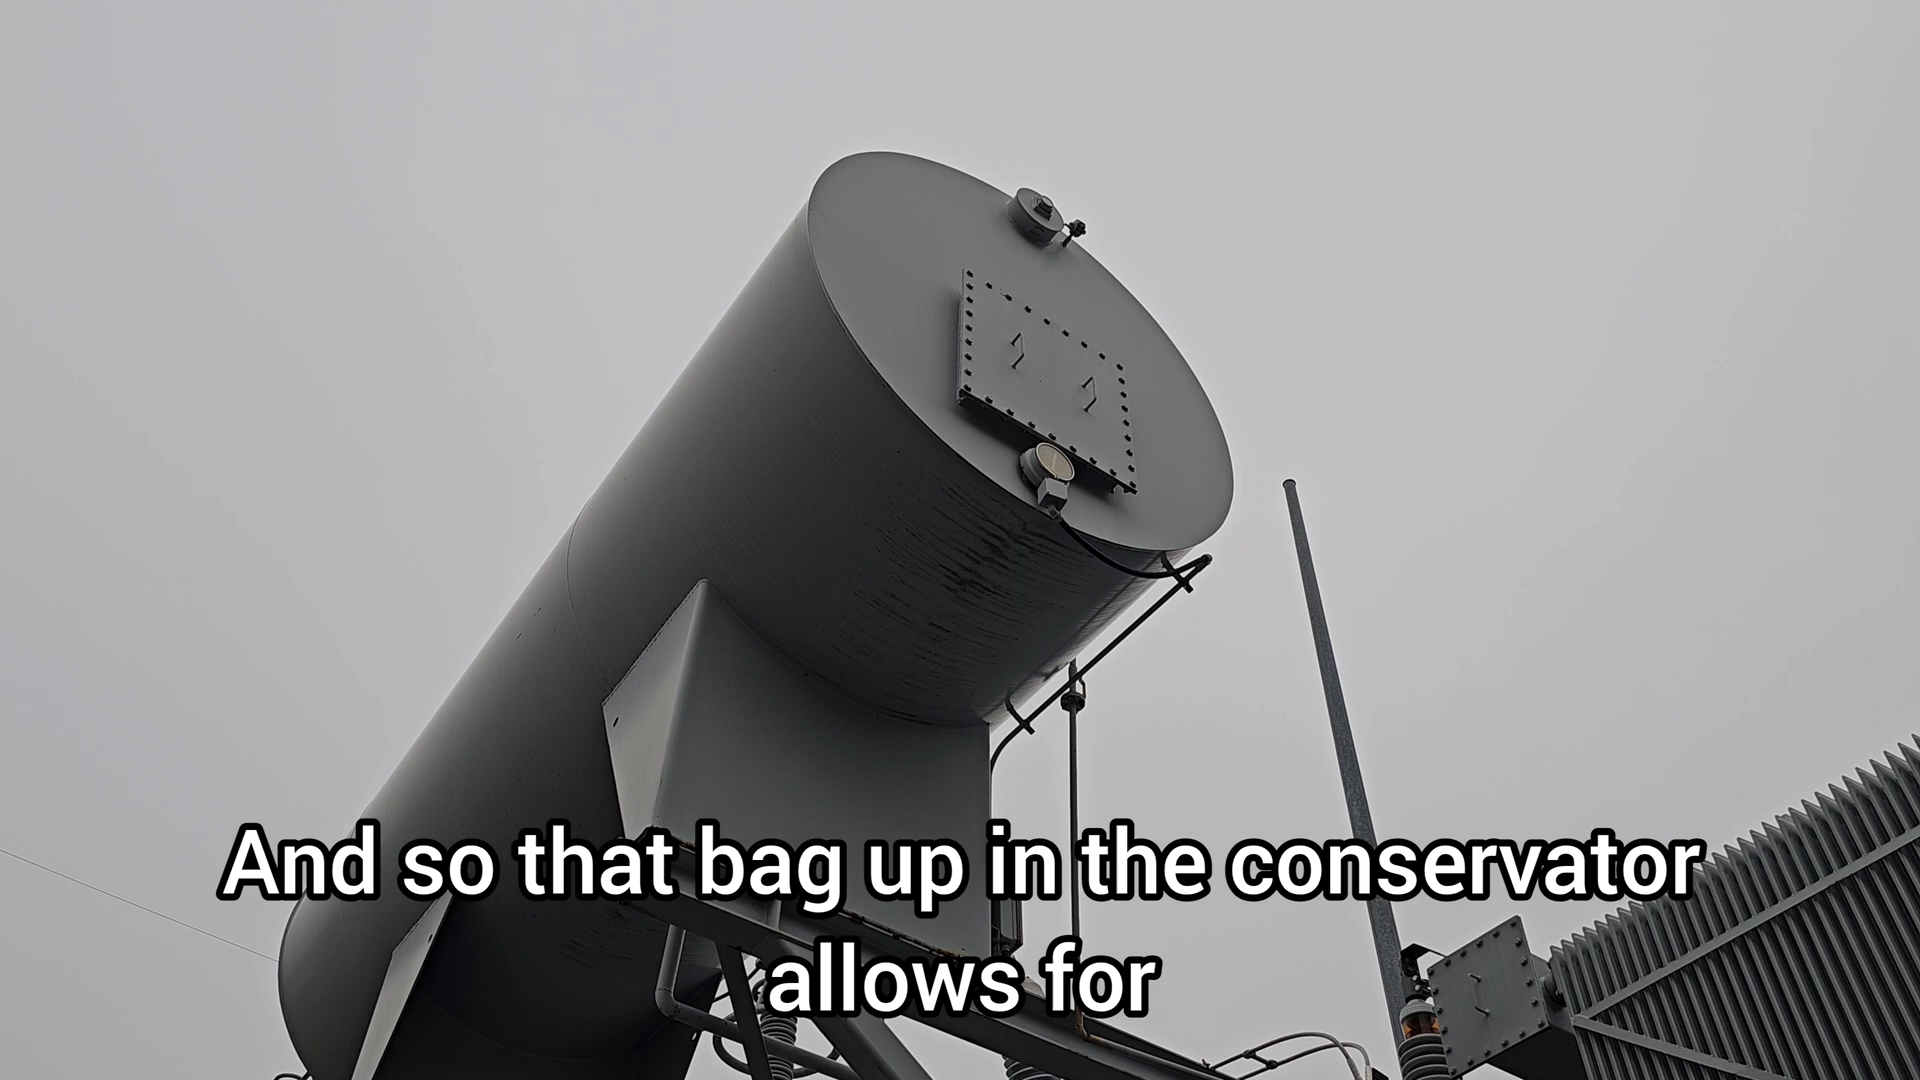 And so that bag up in the conservator
allows for